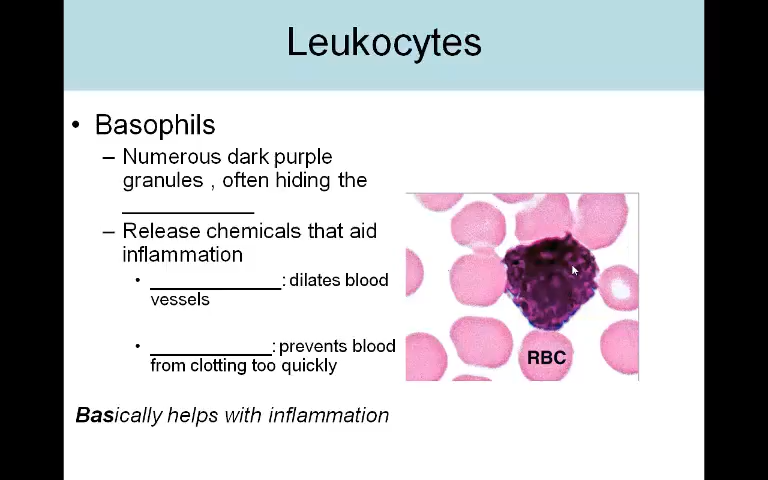 Leukocytes
• Basophils
– Numerous dark purple
granules , often hiding the
____________
– Release chemicals that aid
inflammation
• ______________: dilates blood
vessels
• _____________: prevents blood
from clotting too quickly
Basically helps with inflammation
RBC